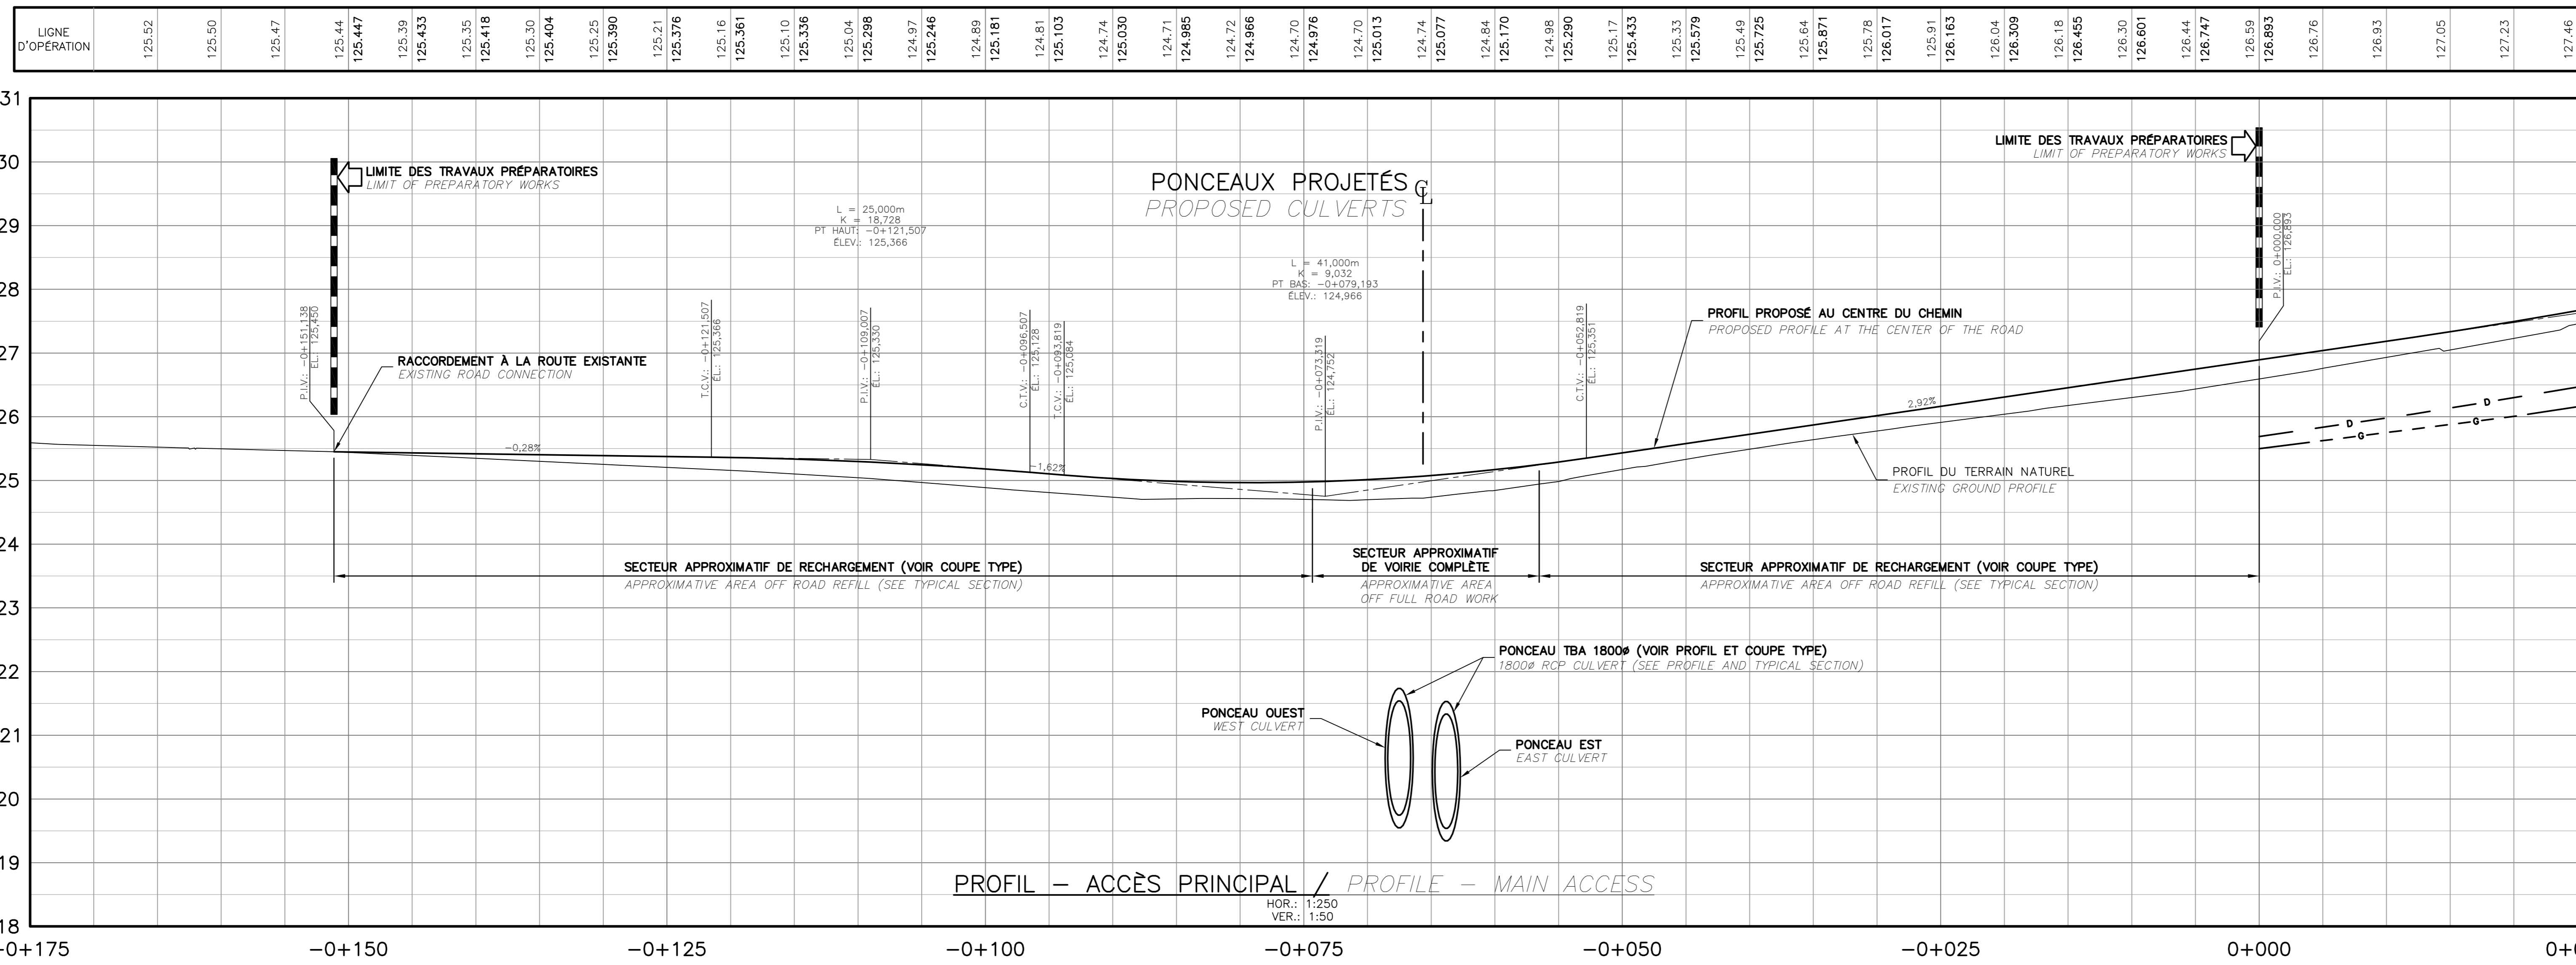 LIGNE
D'OPÉRATION
125.52
125.50
125.47
125.44
125.447
125.39
125.433
125.35
125.418
125.30
125.404
125.25
125.390
125.21
125.376
125.16
125.361
125.10
125.336
125.04
125.298
124.97
125.246
124.89
125.181
124.81
125.103
124.74
125.030
124.71
124.985
124.72
124.966
124.70
124.976
124.70
125.013
124.74
125.077
124.84
125.170
124.98
125.290
125.17
125.433
125.33
125.579
125.49
125.725
125.64
125.871
125.78
126.017
125.91
126.163
126.04
126.309
126.18
126.455
126.30
126.601
126.44
126.747
126.59
126.893
126.76
126.93
127.05
127.23
127.46
31
30
29
28
27
26
25
24
23
22
21
20
19
18
LIMITE DES TRAVAUX PRÉPARATOIRES
LIMIT OF PREPARATORY WORKS
LIMITE DES TRAVAUX PRÉPARATOIRES
LIMIT OF PREPARATORY WORKS
PONCEAUX PROJETÉS
PROPOSED CULVERTS
L = 25,000m
K = 18,728
PT HAUT: -0+121,507
ÉLEV.: 125,366
L = 41,000m
K = 9,032
PT BAS: -0+079,193
ÉLEV.: 124,966
P.I.V.: -0+151,138
ÉL.: 125,450
T.C.V.: -0+121,507
ÉL.: 125,366
P.I.V.: -0+109,007
ÉL.: 125,330
C.T.V.: -0+096,507
ÉL.: 125,128
T.C.V.: -0+093,819
ÉL.: 125,084
P.I.V.: -0+073,319
ÉL.: 124,752
C.T.V.: -0+052,819
ÉL.: 125,351
P.I.V.: 0+000,000
ÉL.: 126,893
PROFIL PROPOSÉ AU CENTRE DU CHEMIN
PROPOSED PROFILE AT THE CENTER OF THE ROAD
RACCORDEMENT À LA ROUTE EXISTANTE
EXISTING ROAD CONNECTION
-0,28%
-1,62%
2,92%
D
D
G
G
PROFIL DU TERRAIN NATUREL
EXISTING GROUND PROFILE
SECTEUR APPROXIMATIF DE RECHARGEMENT (VOIR COUPE TYPE)
APPROXIMATIVE AREA OFF ROAD REFILL (SEE TYPICAL SECTION)
SECTEUR APPROXIMATIF
DE VOIRIE COMPLÈTE
APPROXIMATIVE AREA
OFF FULL ROAD WORK
SECTEUR APPROXIMATIF DE RECHARGEMENT (VOIR COUPE TYPE)
APPROXIMATIVE AREA OFF ROAD REFILL (SEE TYPICAL SECTION)
PONCEAU TBA 1800ø (VOIR PROFIL ET COUPE TYPE)
1800ø RCP CULVERT (SEE PROFILE AND TYPICAL SECTION)
PONCEAU OUEST
WEST CULVERT
PONCEAU EST
EAST CULVERT
PROFIL - ACCÈS PRINCIPAL / PROFILE - MAIN ACCESS
HOR.: 1:250
VER.: 1:50
-0+175
-0+150
-0+125
-0+100
-0+075
-0+050
-0+025
0+000